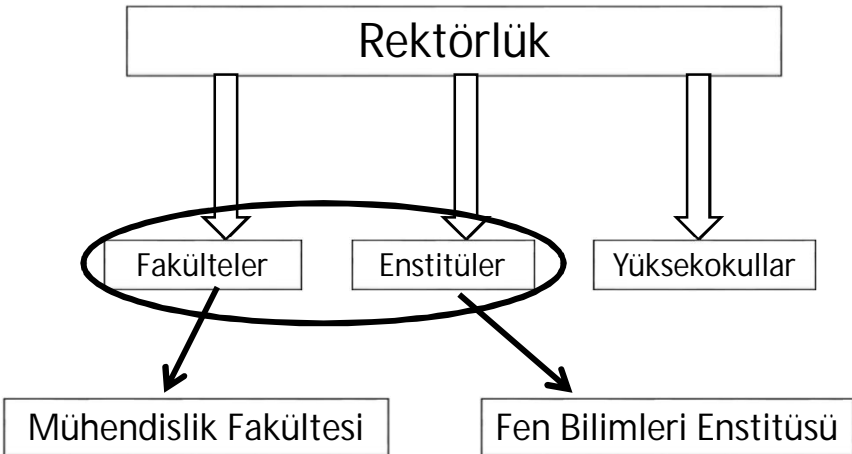 Rektörlük
Fakülteler
Enstitüler
Yüksekokullar
Mühendislik Fakültesi
Fen Bilimleri Enstitüsü